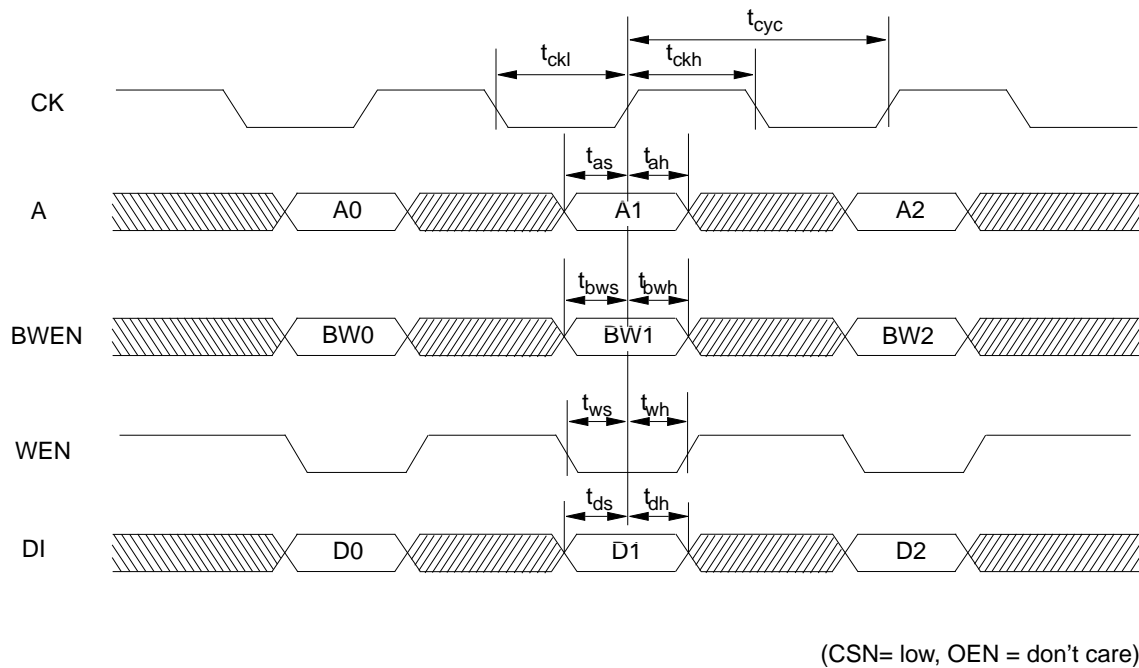 tcyc
tckl tckh
CK
tas tah
A A0 A1 A2
tbws tbwh
BWEN BW0 BW1 BW2
tws twh
WEN
tds tdh
DI D0 D1 D2
(CSN= low, OEN = don't care)